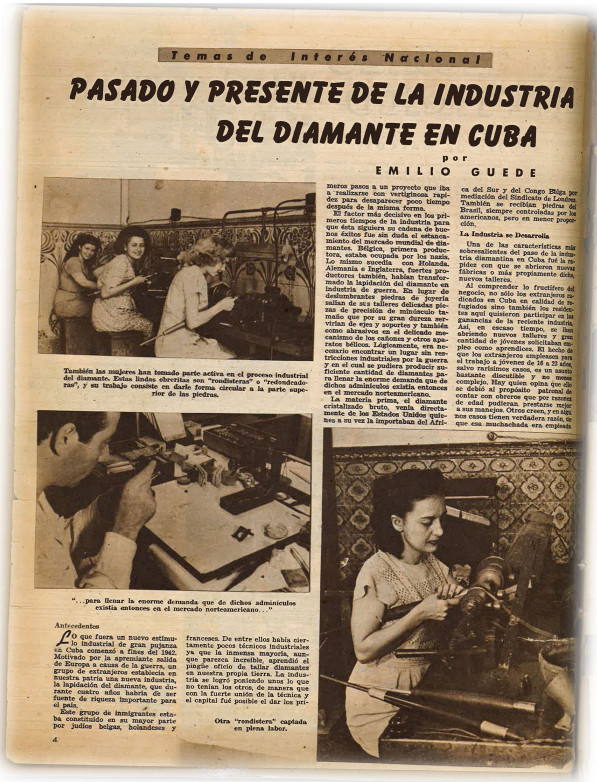 Temas de Interés Nacional
PASADO Y PRESENTE DE LA INDUSTRIA
DEL DIAMANTE EN CUBA
por
EMILIO GUEDE
También las mujeres han tomado parte activa en el proceso industrial
del diamante. Estas lindas obrecitas son "rondisteras" o "redondeado-
ras", y su trabajo consiste en darle forma circular a la parte supe-
rior de las piedras.
"...para llenar la enorme demanda que de dichos adminículos
existía entonces en el mercado norteamericano..."
Antecedentes
LO que fuera un nuevo estímu-
lo industrial de gran pujanza
en Cuba comenzó a fines del 1942.
Motivado por la apremiante salida
de Europa a causa de la guerra, un
grupo de extranjeros establecía en
nuestra patria una nueva industria,
la lapidación del diamante, que du-
rante cuatro años habría de ser
fuente de riqueza importante para
el país.
Este grupo de inmigrantes esta-
ba constituído en su mayor parte
por judíos belgas, holandeses y
4
franceses. De entre ellos había cier-
tamente pocos técnicos industriales
ya que la inmensa mayoría, aun-
que parezca increíble, aprendió el
pingüe oficio de tallar diamantes
en nuestra propia tierra. La indus-
tria se logró poniendo unos lo que
no tenían los otros, de manera que
con la fuerte unión de la técnica y
el capital fué posible el dar los pri-
Otra "rondistera" captada
en plena labor.
meros pasos a un proyecto que iba
a realizarse con vertiginosa rapi-
dez para desaparecer poco tiempo
después de la misma forma.
El factor más decisivo en los pri-
meros tiempos de la industria para
que ésta siguiera su cadena de bue-
nos éxitos fue sin duda el estanca-
miento del mercado mundial de dia-
mantes. Bélgica, primera produc-
tora, estaba ocupada por los nazis.
Lo mismo sucedía con Holanda.
Alemania e Inglaterra, fuertes pro-
ductores también, habían transfor-
mado la lapidación del diamante en
industria de guerra. En lugar de
deslumbrantes piedras de joyería
salían de sus talleres delicadas pie-
zas de precisión de minúsculo ta-
maño que por su gran dureza ser-
virían de ejes y soportes y también
como abrasivos en el delicado me-
canismo de los cañones y otros apa-
ratos bélicos. Lógicamente, era ne-
cesario encontrar un lugar sin res-
tricciones industriales por la guerra
y en el cual se pudiera producir su-
ficiente cantidad de diamantes pa-
ra llenar la enorme demanda que de
dichos adminículos existía entonces
en el mercado norteamericano.
La materia prima, el diamante
cristalizado bruto, venía directa-
mente de los Estados Unidos quie-
nes a su vez la importaban del Áfri-
ca del Sur y del Congo Belga por
mediación del Sindicato de Londres.
También se recibían piedras del
Brasil, siempre controladas por los
americanos, pero en menor propor-
ción.
La Industria se Desarrolla
Una de las características más
sobresalientes del paso de la indus-
tria diamantina en Cuba fué la ra-
pidez con que se abrieron nuevas
fábricas o más propiamente dicho,
nuevos talleres.
Al comprender lo fructífero del
negocio, no sólo los extranjeros ra-
dicados en Cuba en calidad de re-
fugiados sino también los residen-
tes aquí quisieron participar en las
ganancias de la reciente industria.
Así, en escaso tiempo, se iban
abriendo nuevos talleres y gran
cantidad de jóvenes solicitaban em-
pleo como aprendices. El hecho de
que los extranjeros empleasen para
el trabajo a jóvenes de 16 a 23 años,
salvo rarísimos casos, es un asunto
bastante discutible y no menos
complejo. Hay quien opina que ello
se debió al propósito patronal de
contar con obreros que por razones
de edad pudieran prestarse mejor
a sus manejos. Otros creen, y en algu-
nos casos tienen verdadera razón, de
que esa muchachada era empleada